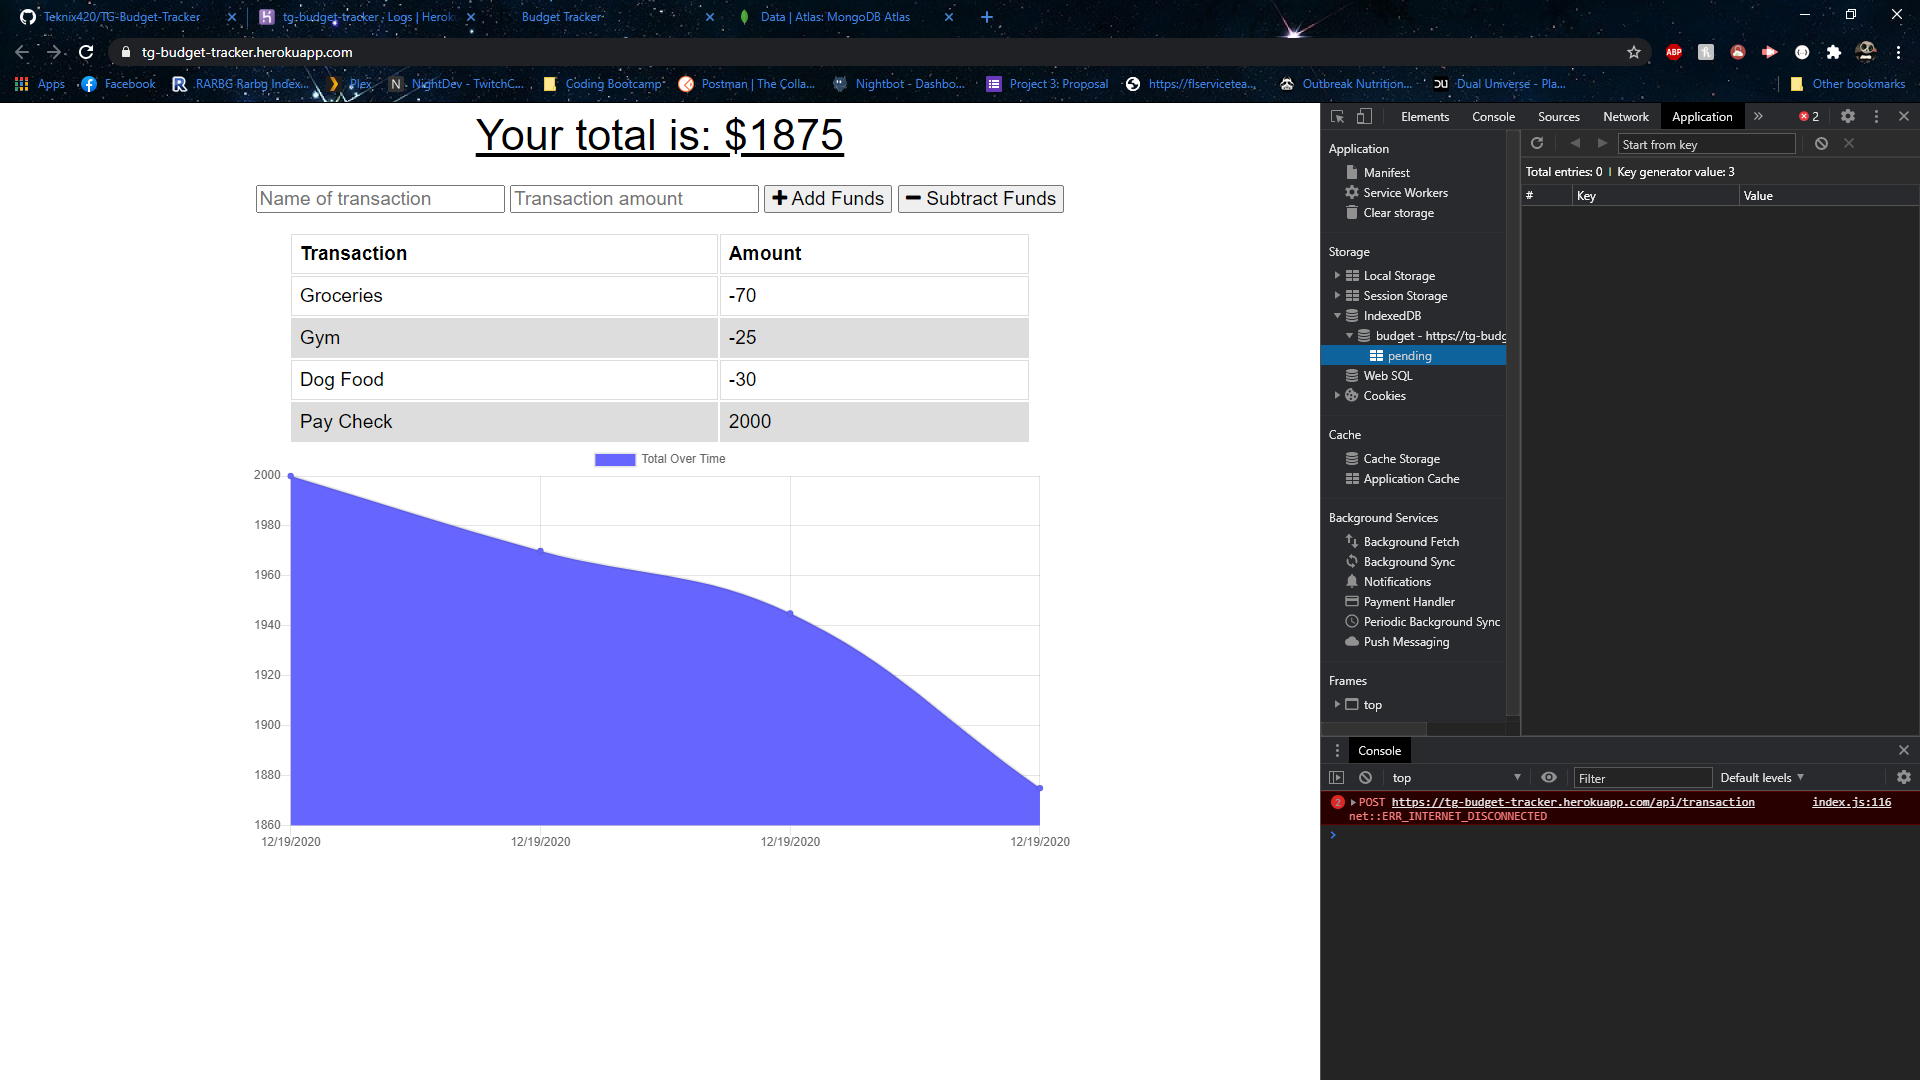 Teknix420/TG-Budget-Tracker
tg-budget-tracker · Logs | Herok
Budget Tracker
Data | Atlas: MongoDB Atlas
tg-budget-tracker.herokuapp.com
ABP
Apps
Facebook
RARBG Rarbg Index...
Plex
N
NightDev - TwitchC...
Coding Bootcamp
Postman | The Colla...
Nightbot - Dashbo...
Project 3: Proposal
https://flservicetea...
Outbreak Nutrition...
DU
Dual Universe - Pla...
Other bookmarks
Your total is: $1875
Name of transaction
Transaction amount
Add Funds
Subtract Funds
Transaction Amount
Groceries -70
Gym -25
Dog Food -30
Pay Check 2000
Total Over Time
2000
1980
1960
1940
1920
1900
1880
1860
12/19/2020 12/19/2020 12/19/2020 12/19/2020
Elements Console Sources Network Application » 2
Application
Manifest
Service Workers
Clear storage
Storage
Local Storage
Session Storage
IndexedDB
budget - https://tg-budg
pending
Web SQL
Cookies
Cache
Cache Storage
Application Cache
Background Services
Background Fetch
Background Sync
Notifications
Payment Handler
Periodic Background Sync
Push Messaging
Frames
top
Start from key
Total entries: 0 | Key generator value: 3
# Key Value
Console
top
Filter
Default levels
2 POST https://tg-budget-tracker.herokuapp.com/api/transaction index.js:116
net::ERR_INTERNET_DISCONNECTED